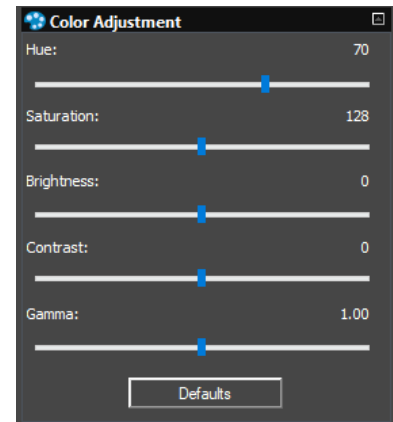 Color Adjustment
Hue: 70
Saturation: 128
Brightness: 0
Contrast: 0
Gamma: 1.00
Defaults